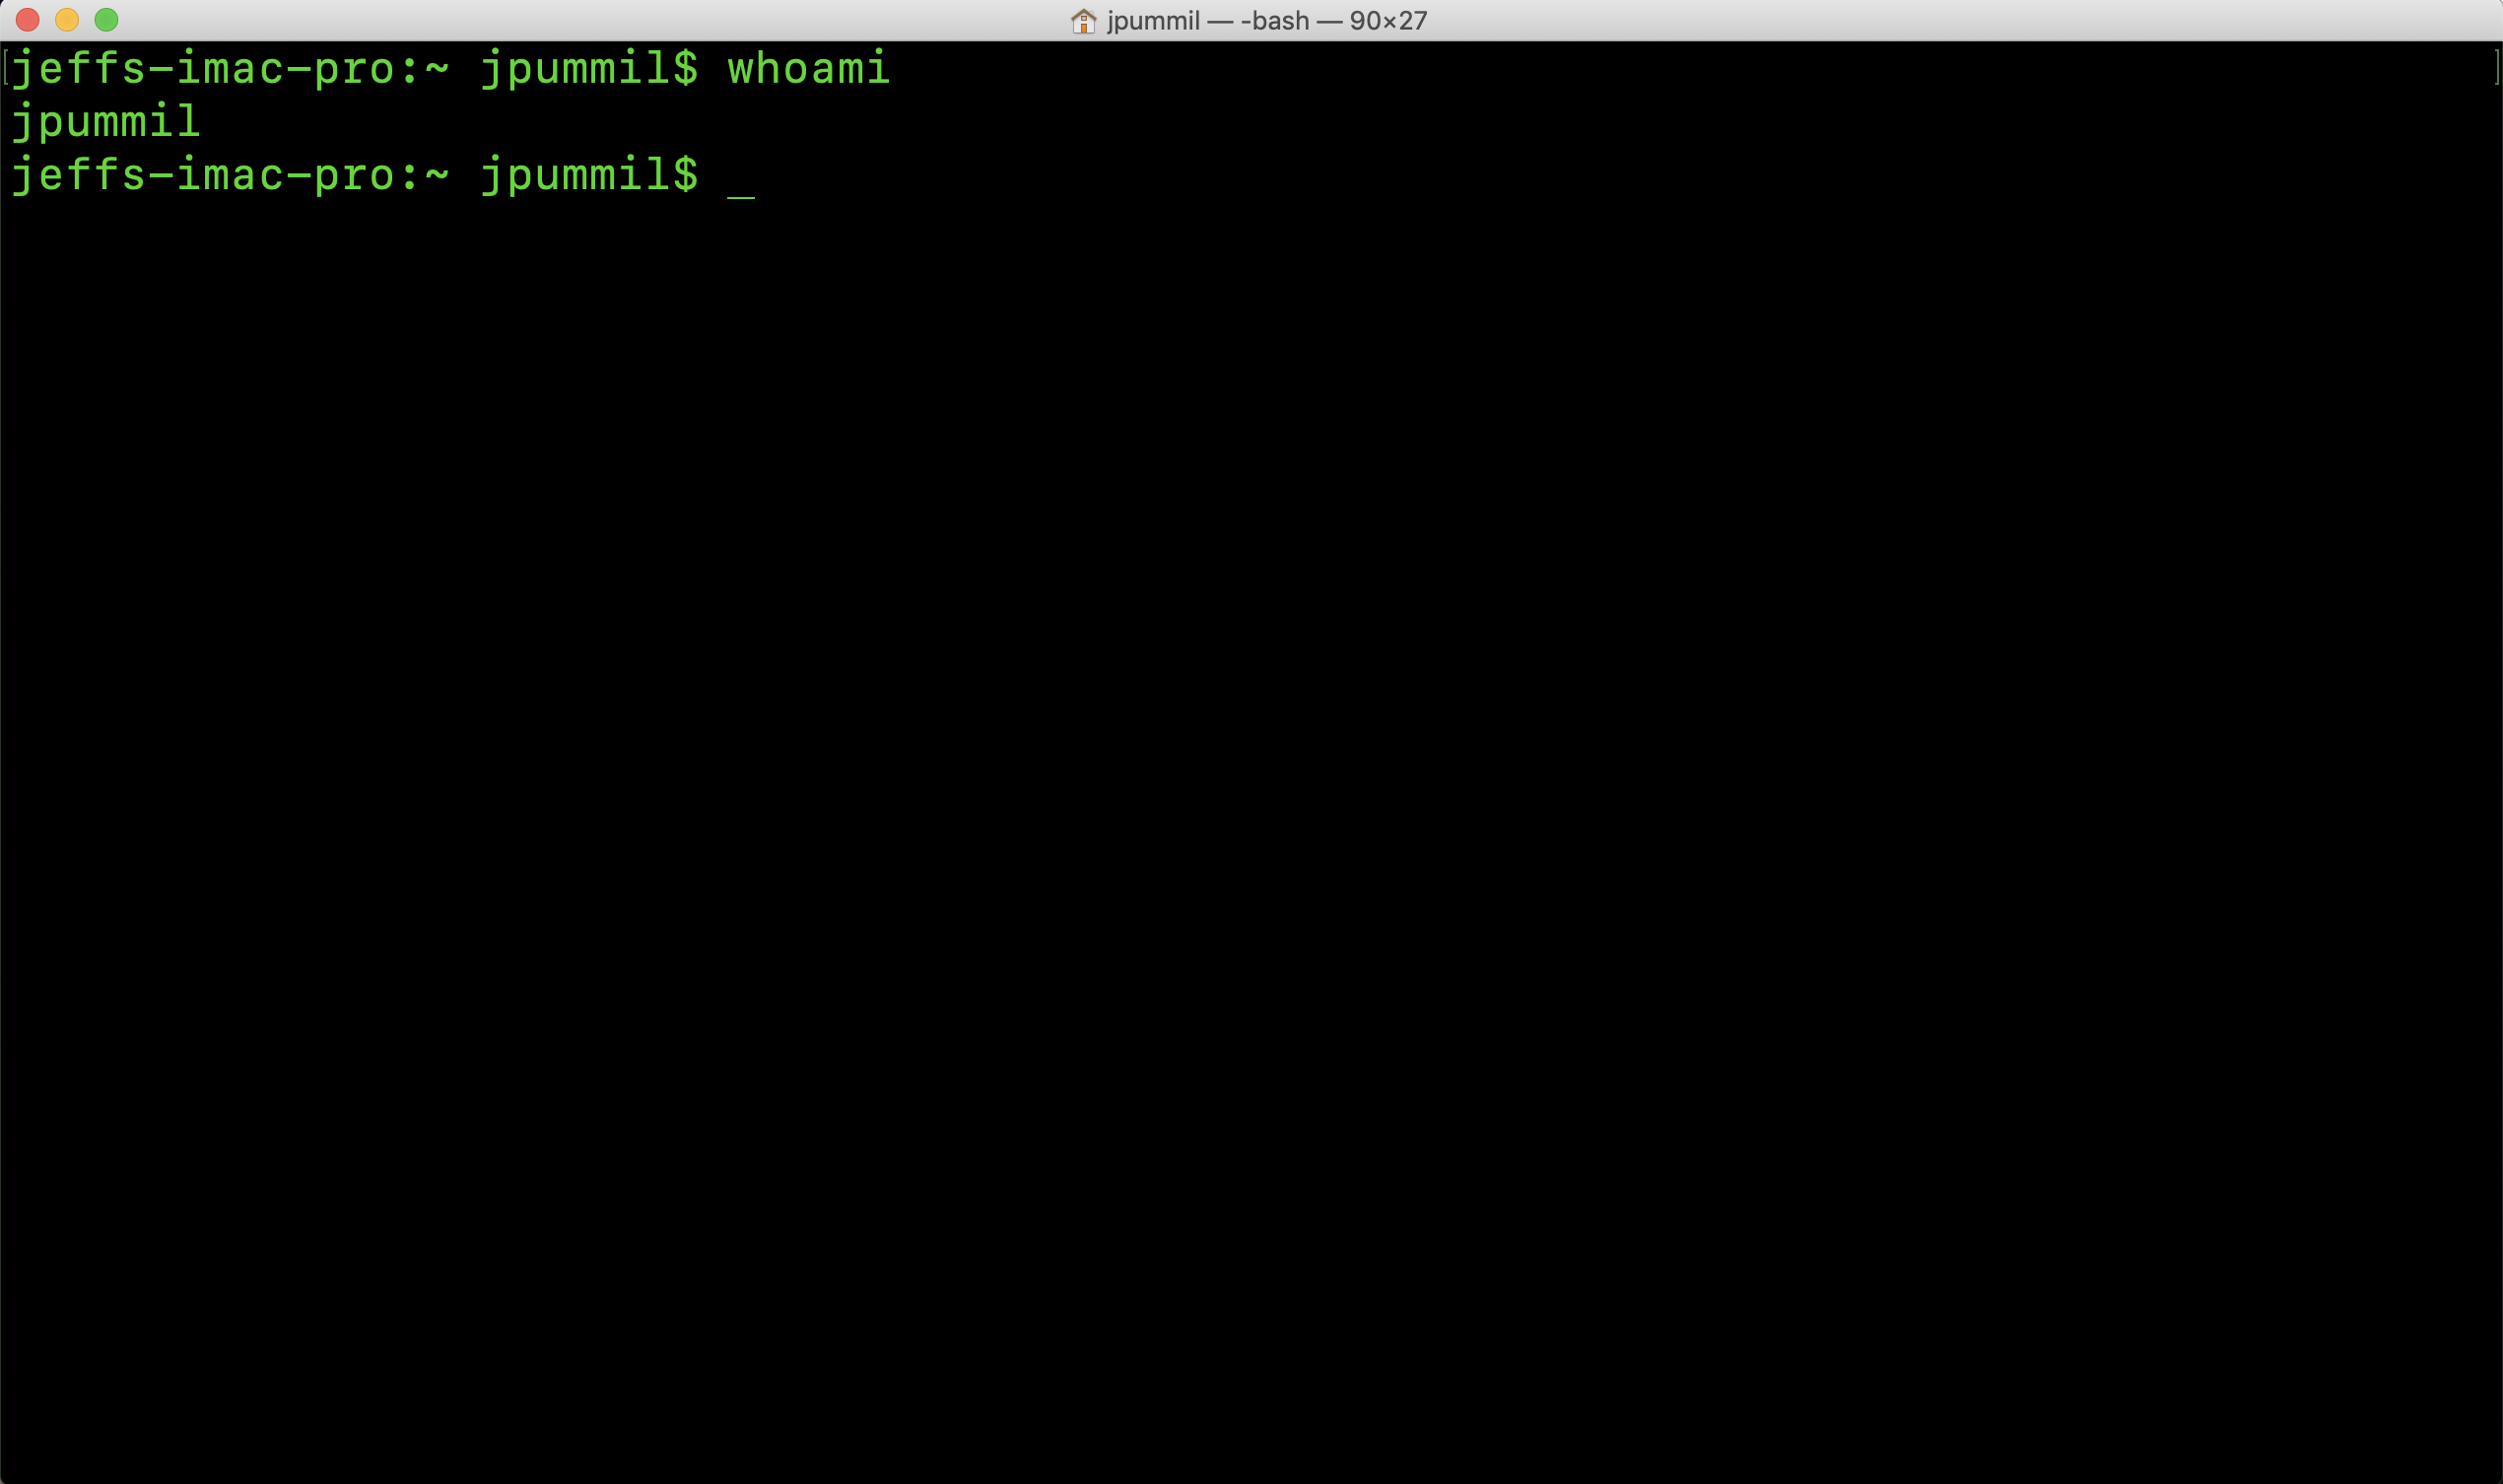 jpummil — -bash — 90×27
jeffs-imac-pro:~ jpummil$ whoami
jpummil
jeffs-imac-pro:~ jpummil$ _